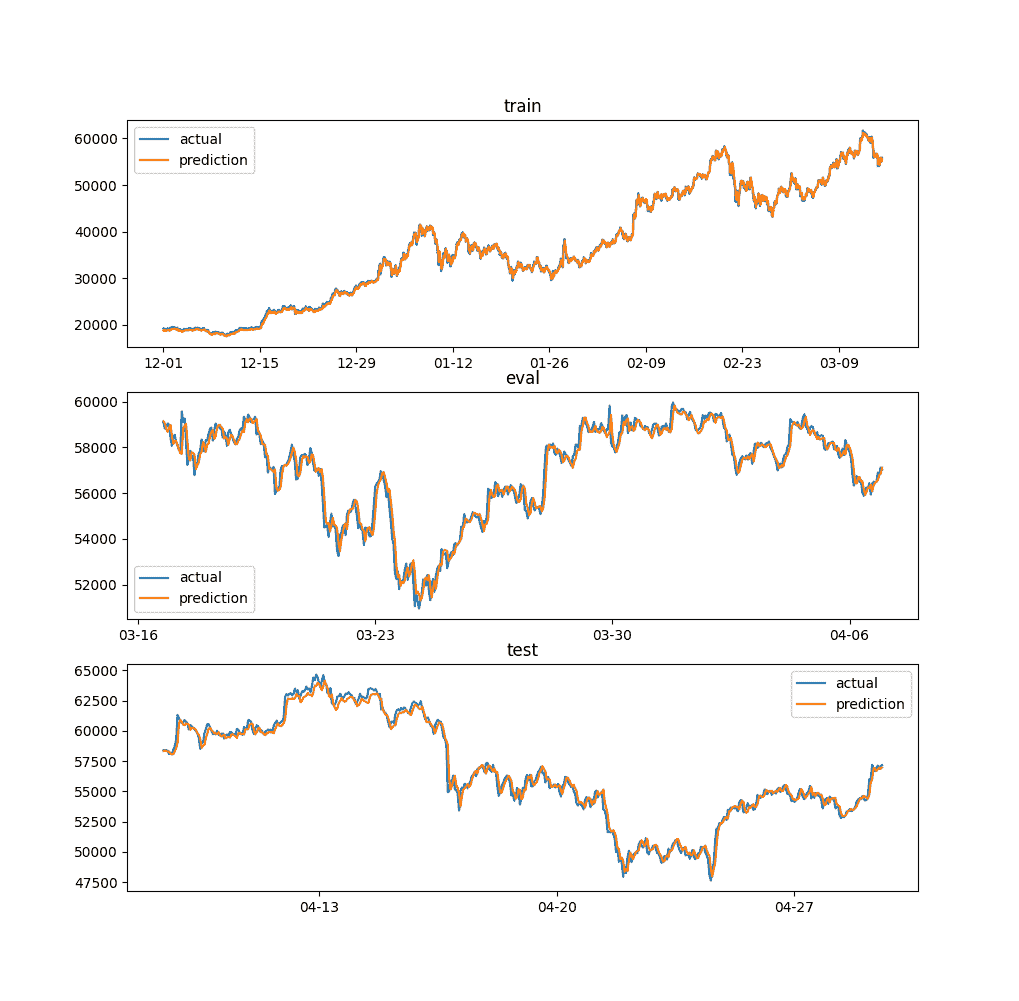 train
actual
prediction
60000
50000
40000
30000
20000
12-01 12-15 12-29 01-12 01-26 02-09 02-23 03-09
eval
60000
58000
56000
54000
52000
actual
prediction
03-16 03-23 03-30 04-06
test
65000
62500
60000
57500
55000
52500
50000
47500
actual
prediction
04-13 04-20 04-27